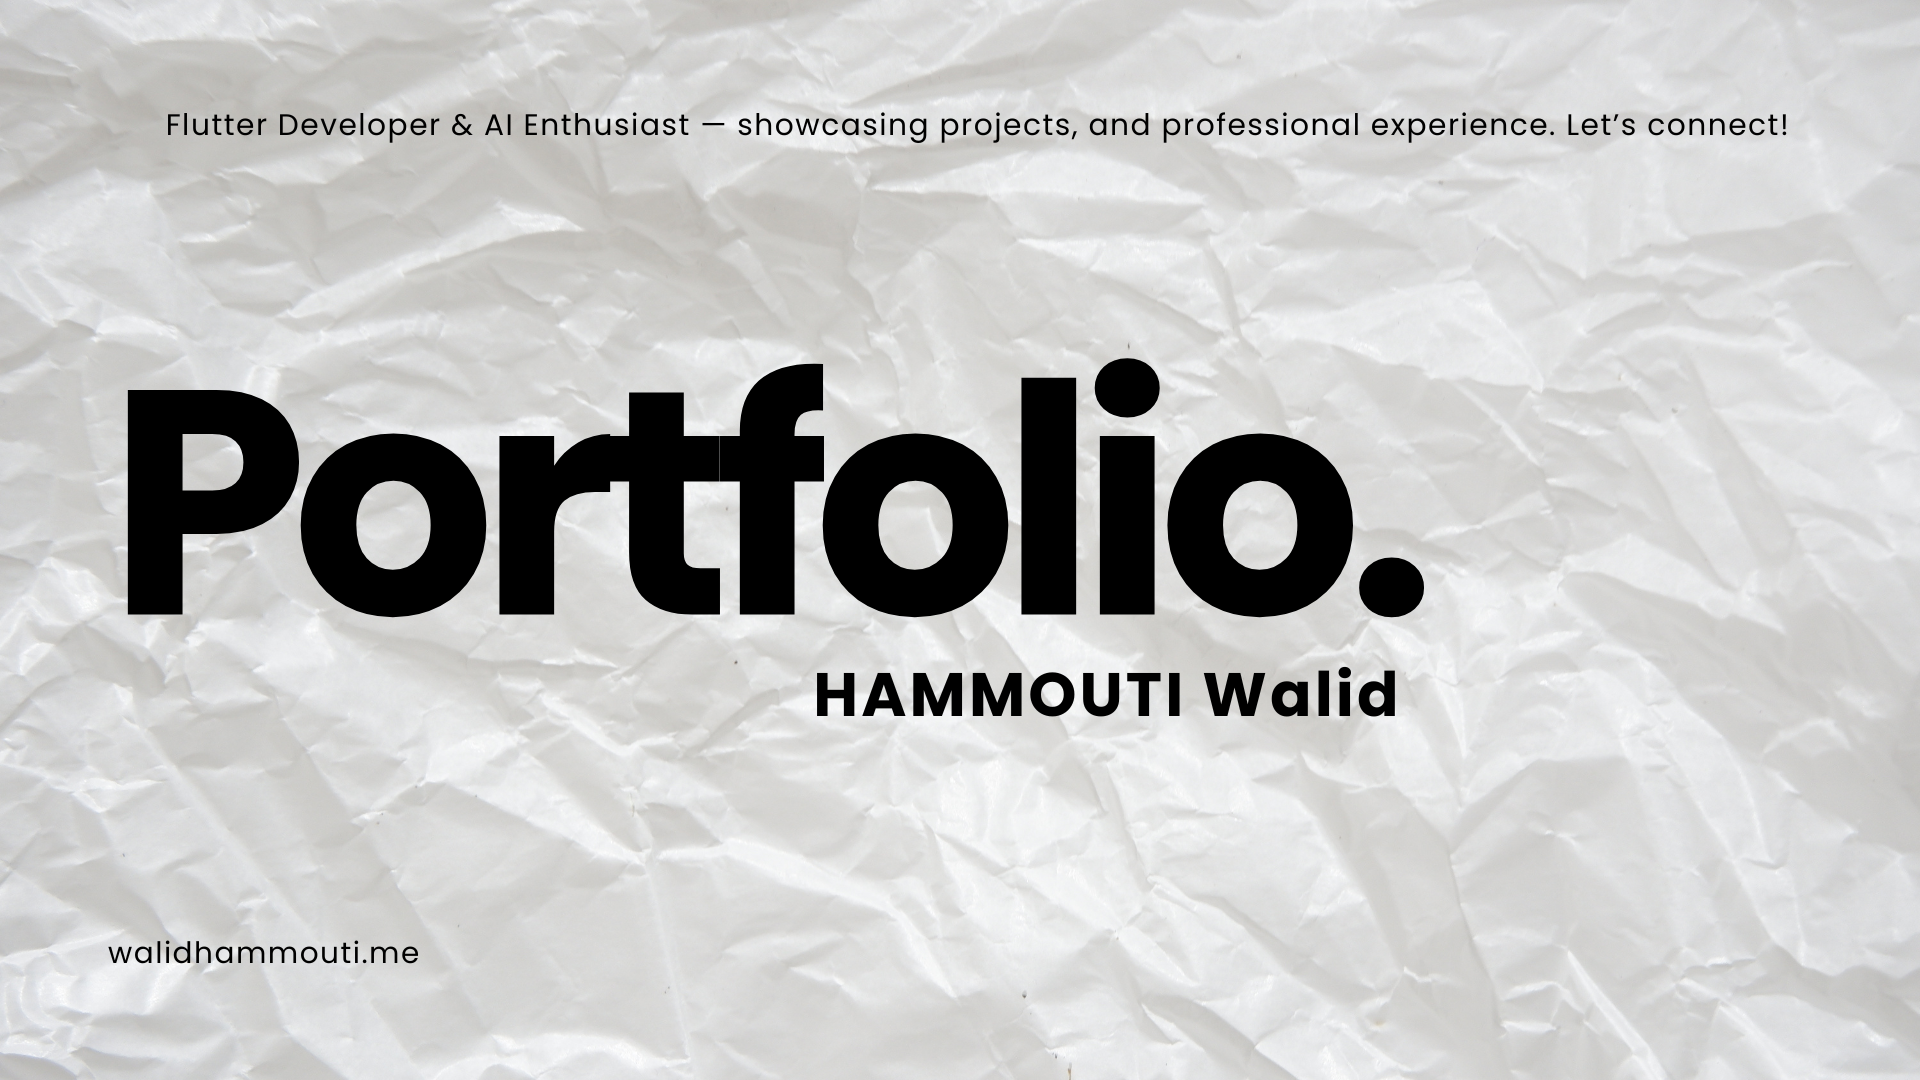 Flutter Developer & AI Enthusiast — showcasing projects, and professional experience. Let’s connect!
Portfolio.
HAMMOUTI Walid
walidhammouti.me